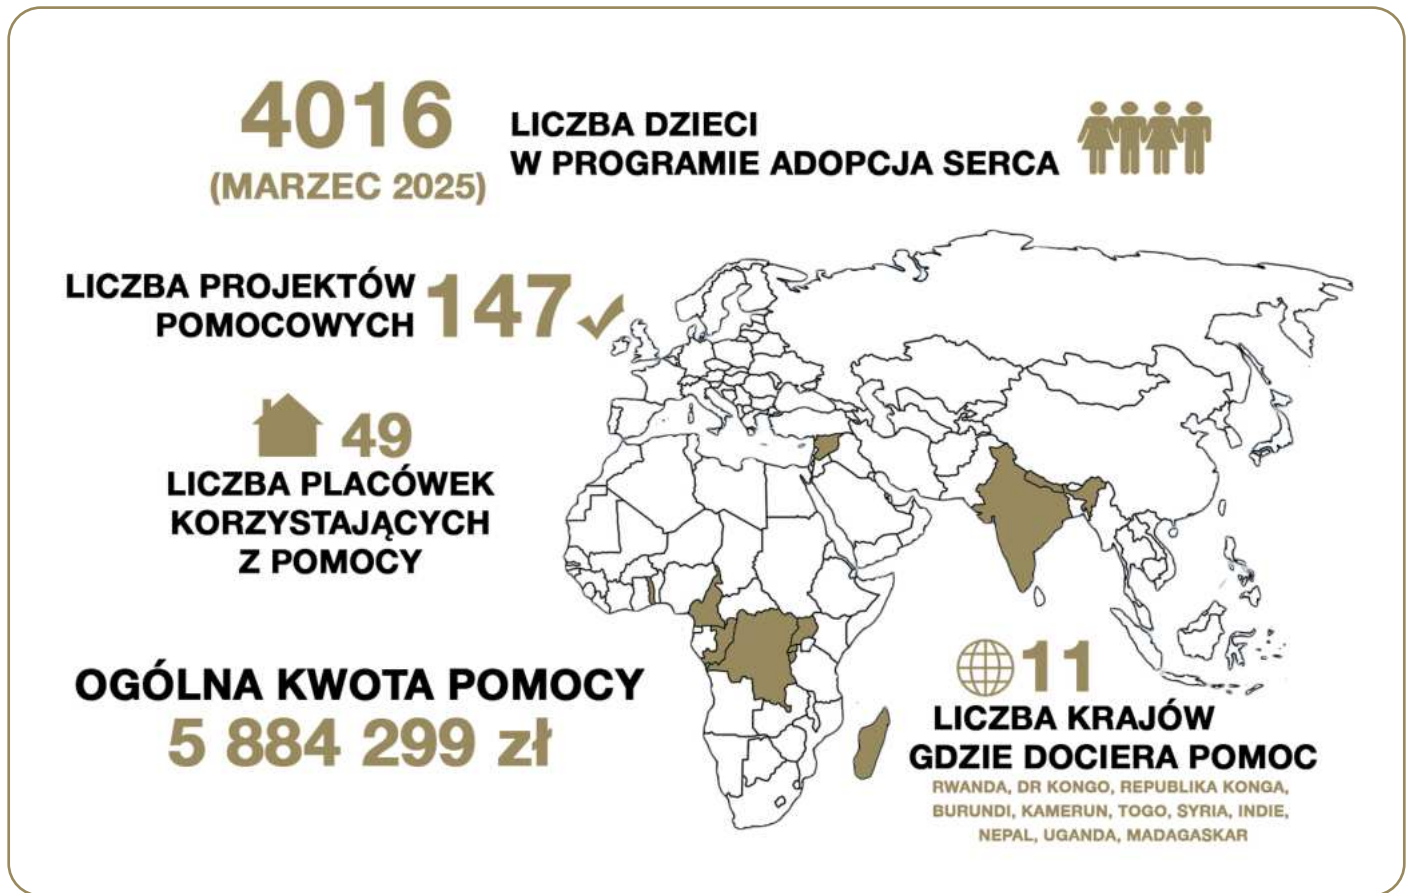 4016
(MARZEC 2025)
LICZBA DZIECI
W PROGRAMIE ADOPCJA SERCA
LICZBA PROJEKTÓW
POMOCOWYCH
147
49
LICZBA PLACÓWEK
KORZYSTAJĄCYCH
Z POMOCY
OGÓLNA KWOTA POMOCY
5 884 299 zł
11
LICZBA KRAJÓW
GDZIE DOCIERA POMOC
RWANDA, DR KONGO, REPUBLIKA KONGA,
BURUNDI, KAMERUN, TOGO, SYRIA, INDIE,
NEPAL, UGANDA, MADAGASKAR